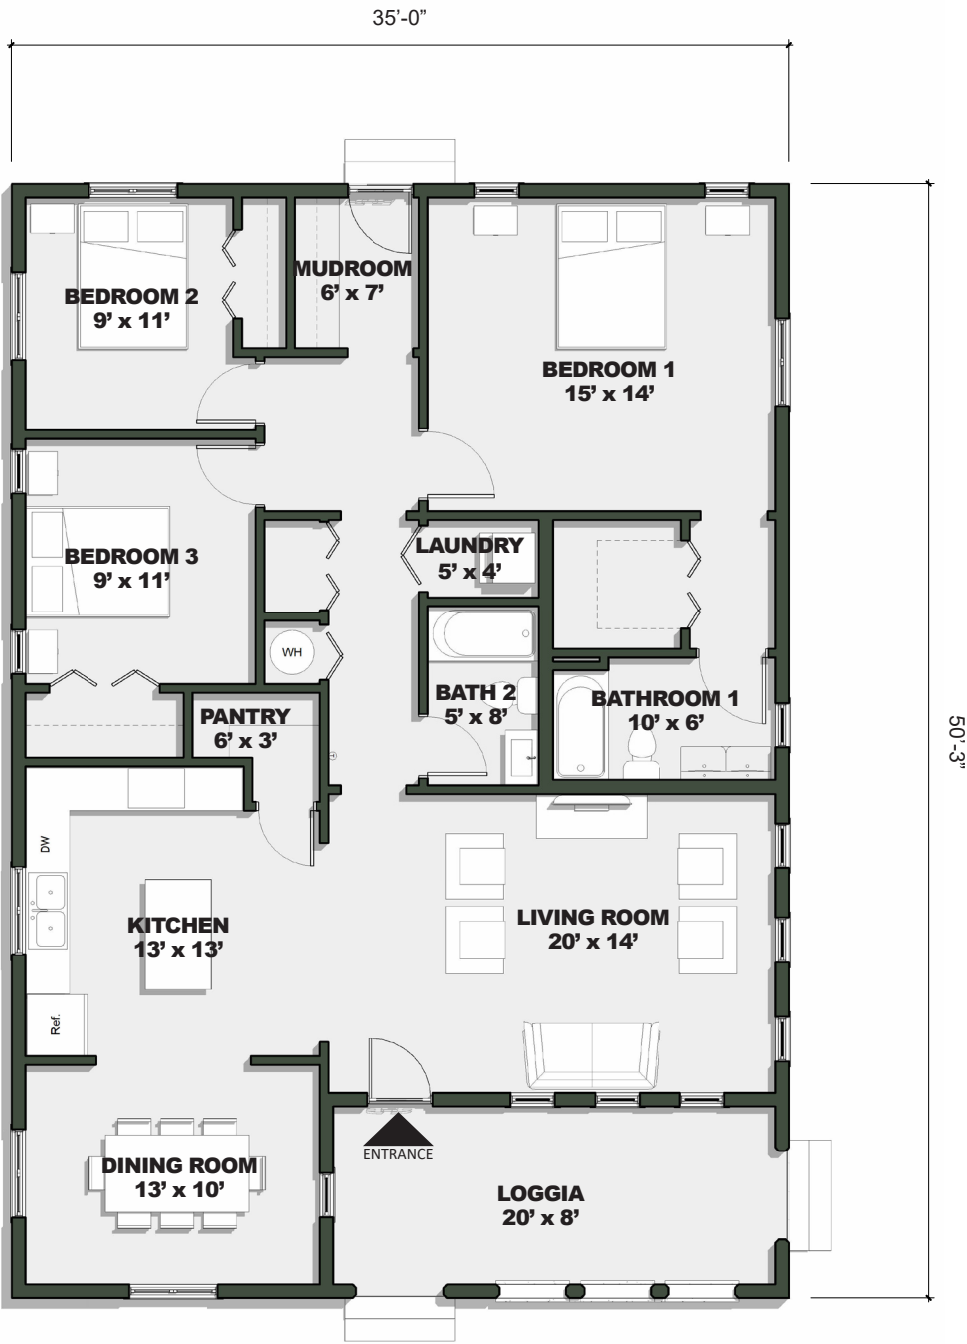 35’-0”
MUDROOM
6’ x 7’
BEDROOM 2
9’ x 11’
BEDROOM 1
15’ x 14’
BEDROOM 3
9’ x 11’
LAUNDRY
5’ x 4’
WH
BATH 2
5’ x 8’
BATHROOM 1
10’ x 6’
PANTRY
6’ x 3’
50’-3”
DW
KITCHEN
13’ x 13’
LIVING ROOM
20’ x 14’
Ref.
ENTRANCE
DINING ROOM
13’ x 10’
LOGGIA
20’ x 8’